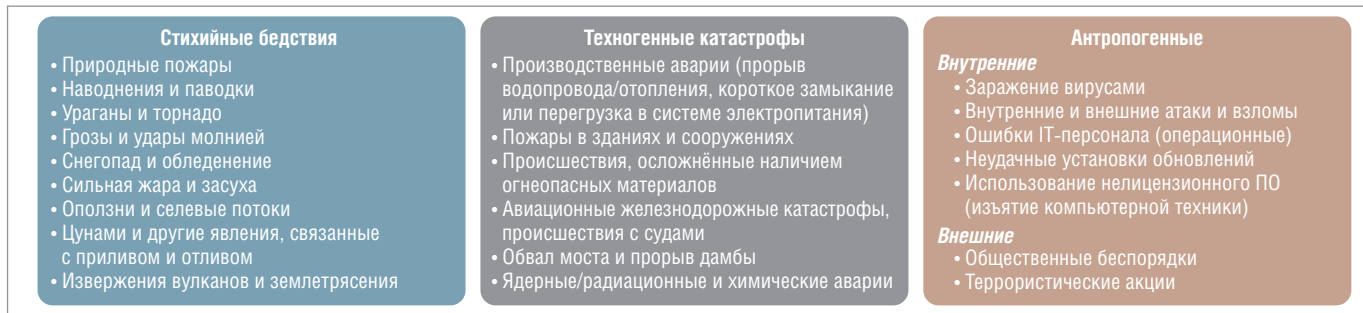 Стихийные бедствия
• Природные пожары
• Наводнения и паводки
• Ураганы и торнадо
• Грозы и удары молнией
• Снегопад и обледенение
• Сильная жара и засуха
• Оползни и селевые потоки
• Цунами и другие явления, связанные
с приливом и отливом
• Извержения вулканов и землетрясения
Техногенные катастрофы
• Производственные аварии (прорыв
водопровода/отопления, короткое замыкание
или перегрузка в системе электропитания)
• Пожары в зданиях и сооружениях
• Происшествия, осложнённые наличием
огнеопасных материалов
• Авиационные железнодорожные катастрофы,
происшествия с судами
• Обвал моста и прорыв дамбы
• Ядерные/радиационные и химические аварии
Антропогенные
Внутренние
• Заражение вирусами
• Внутренние и внешние атаки и взломы
• Ошибки IT-персонала (операционные)
• Неудачные установки обновлений
• Использование нелицензионного ПО
(изъятие компьютерной техники)
Внешние
• Общественные беспорядки
• Террористические акции